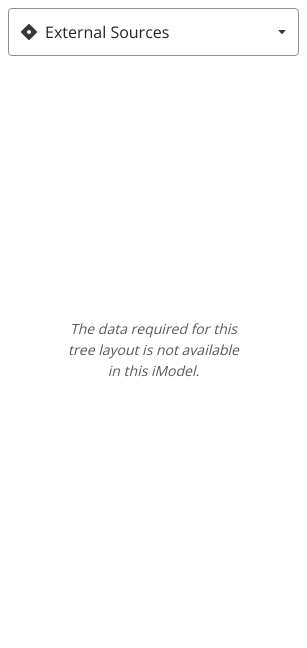 External Sources
The data required for this
tree layout is not available
in this iModel.